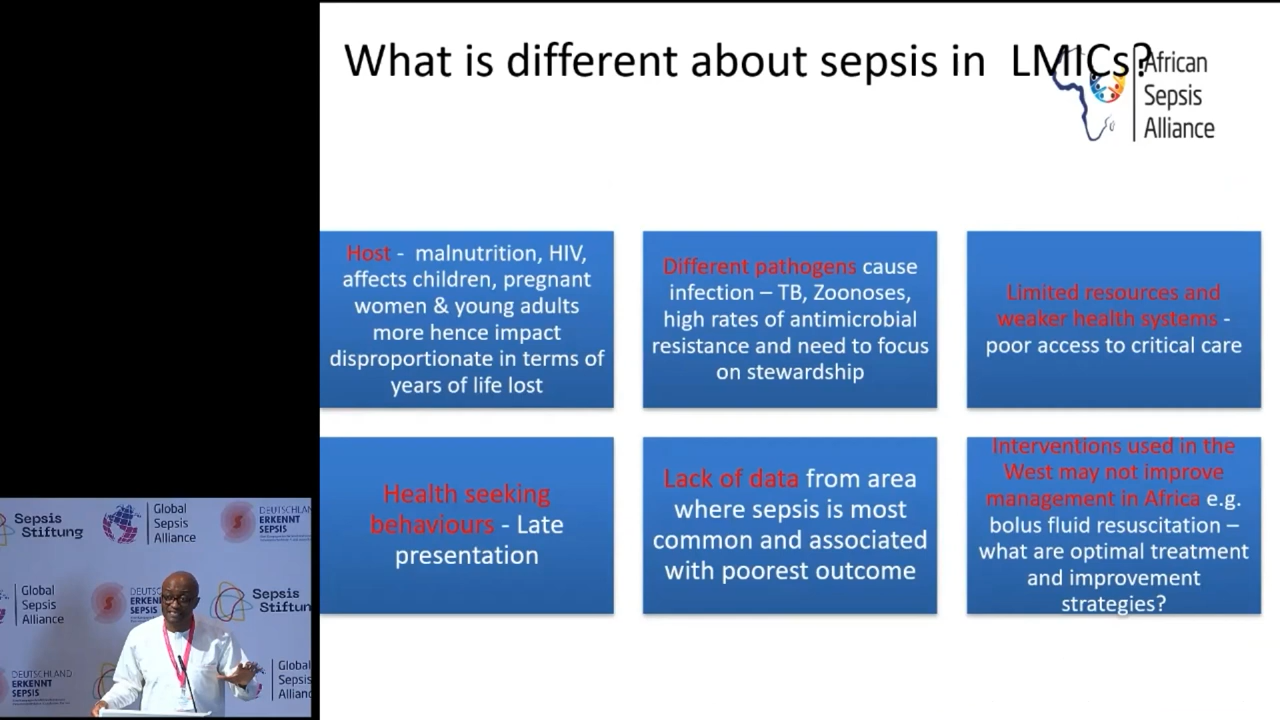 What is different about sepsis in LMICs?
African
Sepsis
Alliance
Host - malnutrition, HIV,
affects children, pregnant
women & young adults
more hence impact
disproportionate in terms of
years of life lost
Different pathogens cause
infection – TB, Zoonoses,
high rates of antimicrobial
resistance and need to focus
on stewardship
Limited resources and
weaker health systems -
poor access to critical care
Health seeking
behaviours - Late
presentation
Lack of data from area
where sepsis is most
common and associated
with poorest outcome
Interventions used in the
West may not improve
management in Africa e.g.
bolus fluid resuscitation –
what are optimal treatment
and improvement
strategies?
Sepsis
Stiftung
Global
Sepsis
Alliance
DEUTSCHLAND
ERKENNT
SEPSIS
Global
Sepsis
Alliance
ERKENNT
SEPSIS
Sepsis
DEUTSCHLAND
ERKENNT
SEPSIS
Global
Sepsis